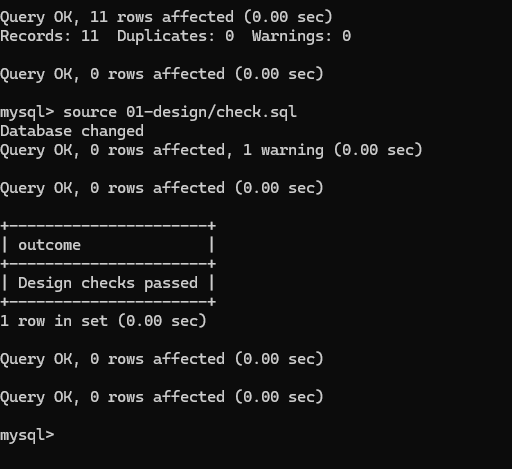 Query OK, 11 rows affected (0.00 sec)
Records: 11  Duplicates: 0  Warnings: 0
Query OK, 0 rows affected (0.00 sec)
mysql> source 01-design/check.sql
Database changed
Query OK, 0 rows affected, 1 warning (0.00 sec)
Query OK, 0 rows affected (0.00 sec)
+----------------------+
| outcome              |
+----------------------+
| Design checks passed |
+----------------------+
1 row in set (0.00 sec)
Query OK, 0 rows affected (0.00 sec)
Query OK, 0 rows affected (0.00 sec)
mysql>